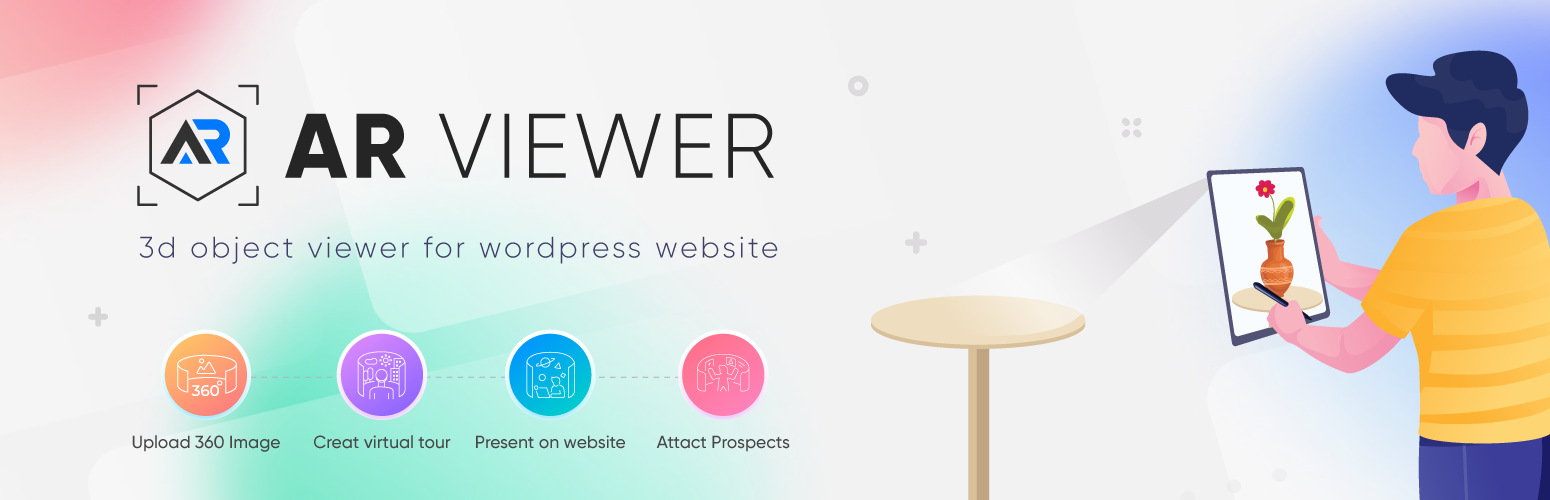 AR
AR VIEWER
3d object viewer for wordpress website
360°
Upload 360 Image
Creat virtual tour
Present on website
Attact Prospects